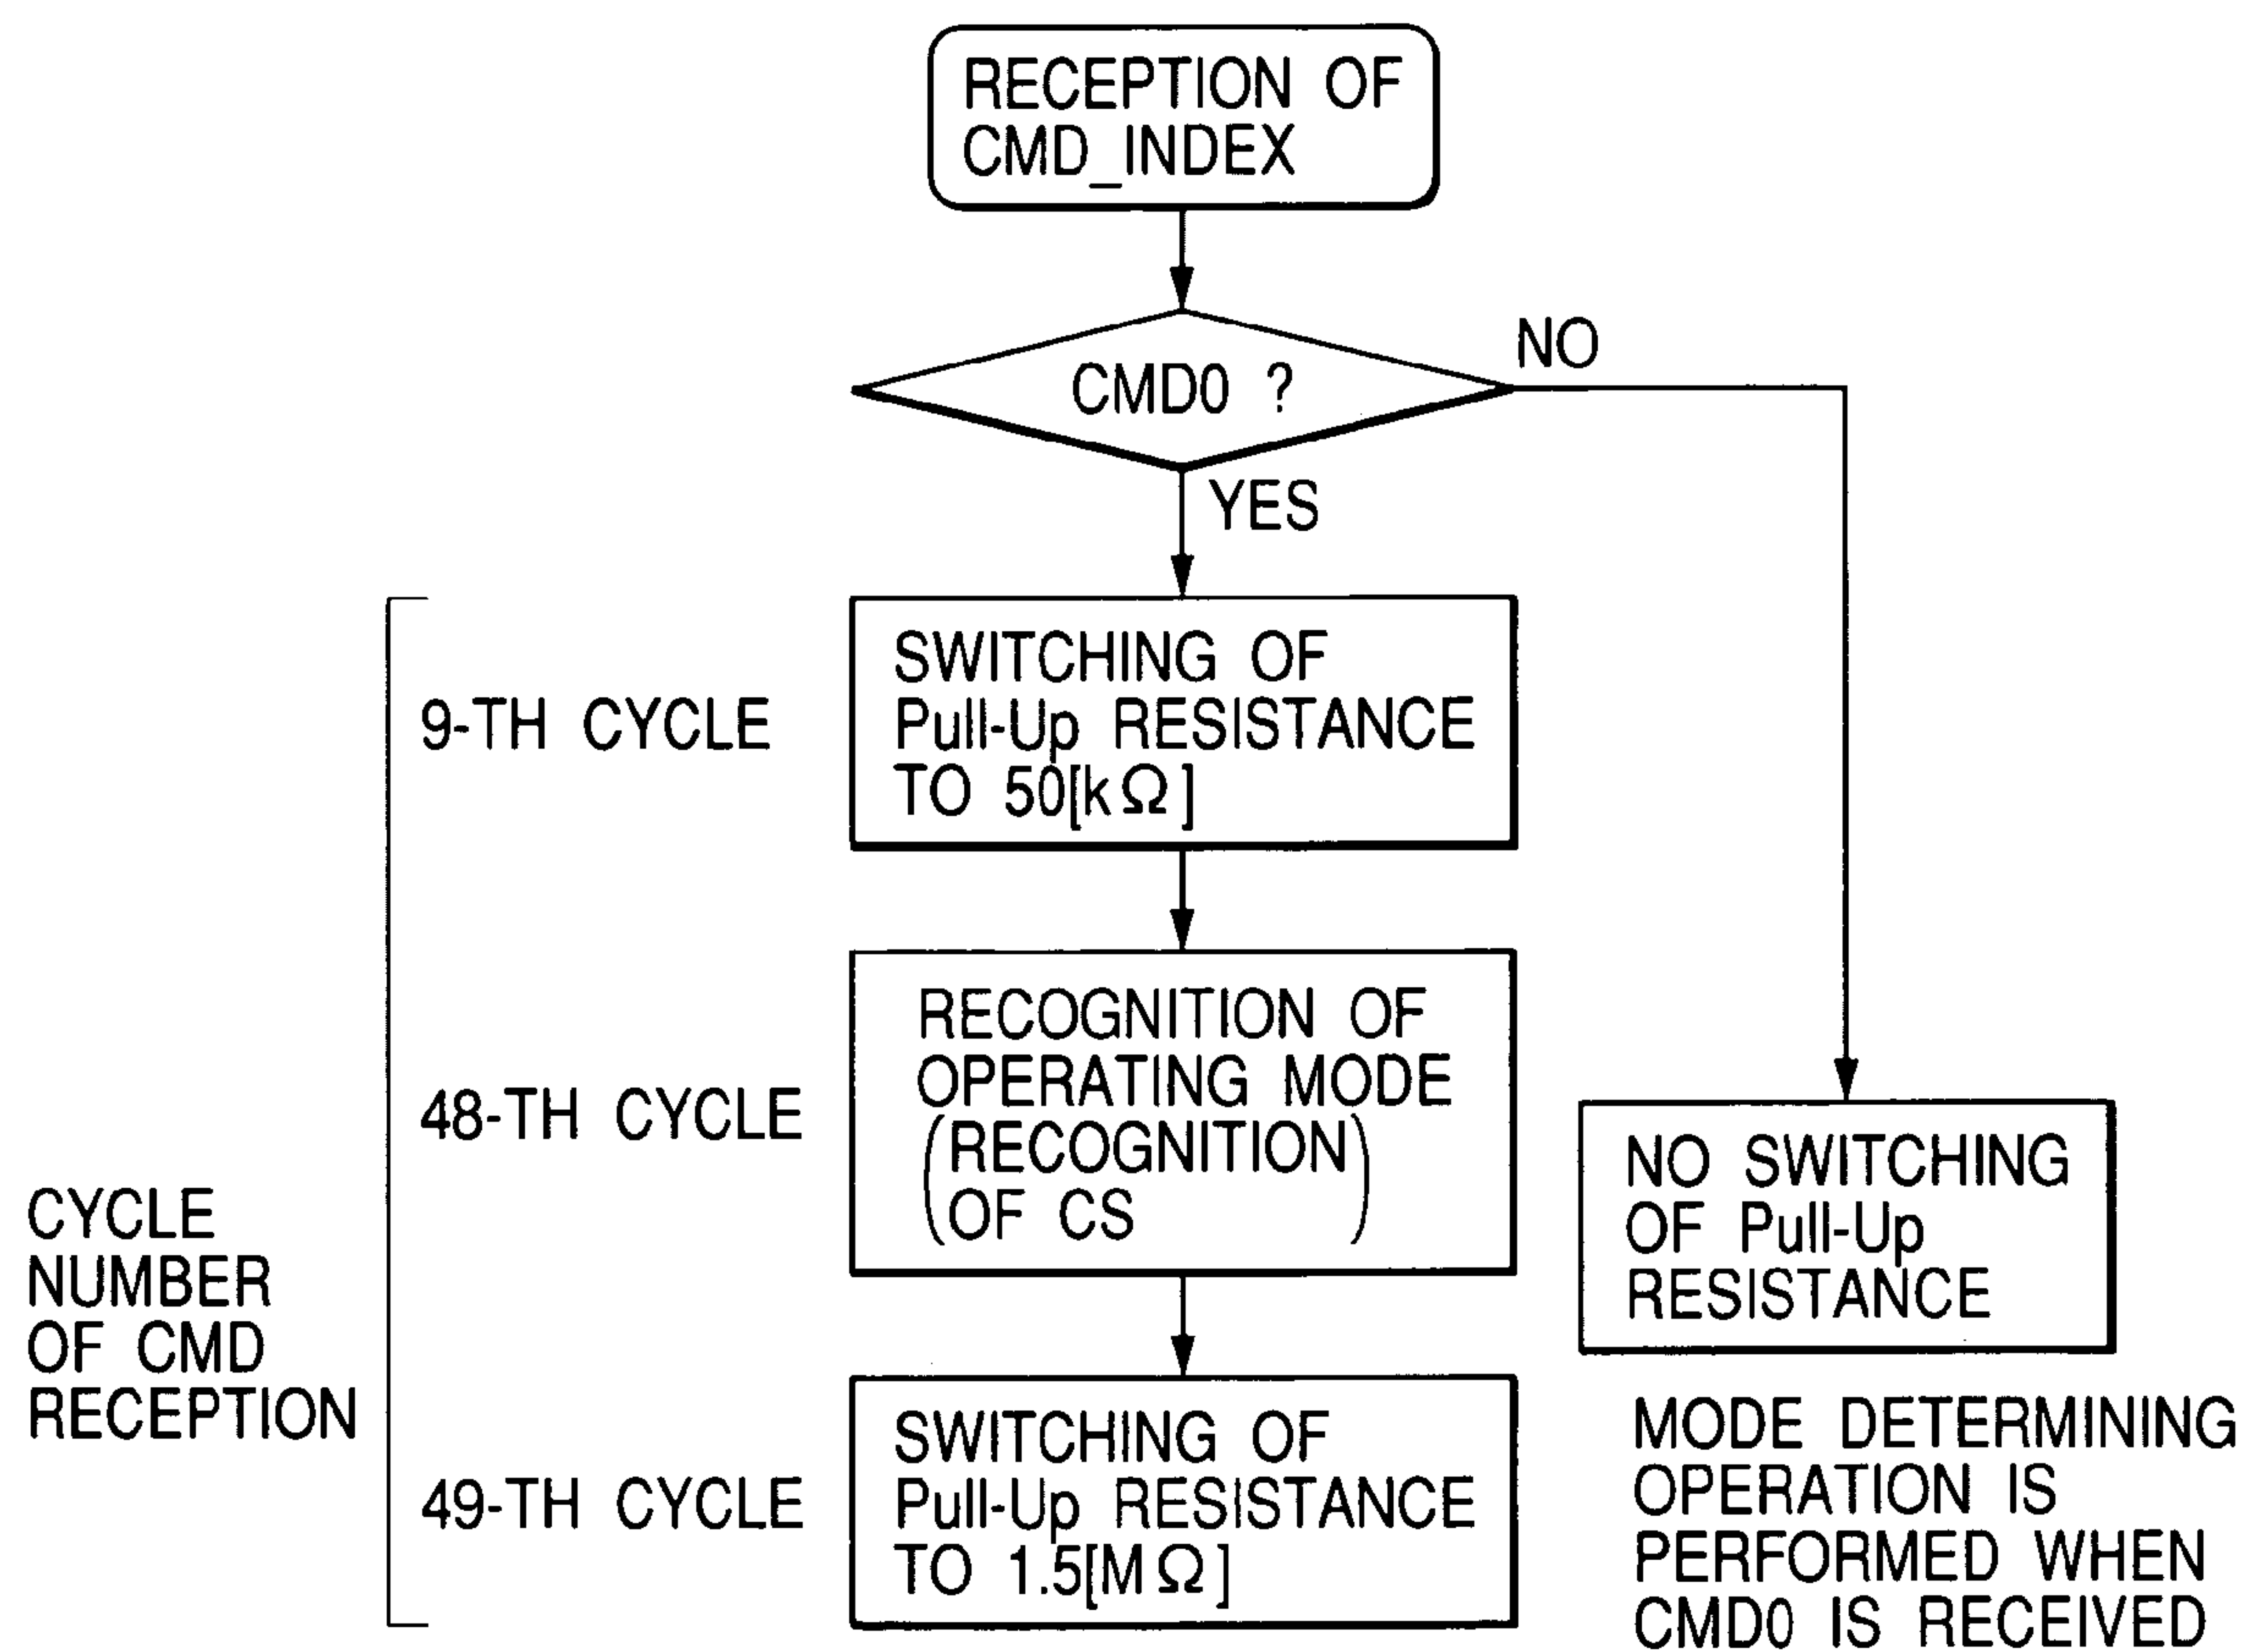 RECEPTION OF
CMD_INDEX
CMD0 ?
NO
YES
9-TH CYCLE
SWITCHING OF
Pull-Up RESISTANCE
TO 50[kΩ]
48-TH CYCLE
RECOGNITION OF
OPERATING MODE
(RECOGNITION
OF CS)
CYCLE
NUMBER
OF CMD
RECEPTION
49-TH CYCLE
SWITCHING OF
Pull-Up RESISTANCE
TO 1.5[MΩ]
NO SWITCHING
OF Pull-Up
RESISTANCE
MODE DETERMINING
OPERATION IS
PERFORMED WHEN
CMD0 IS RECEIVED